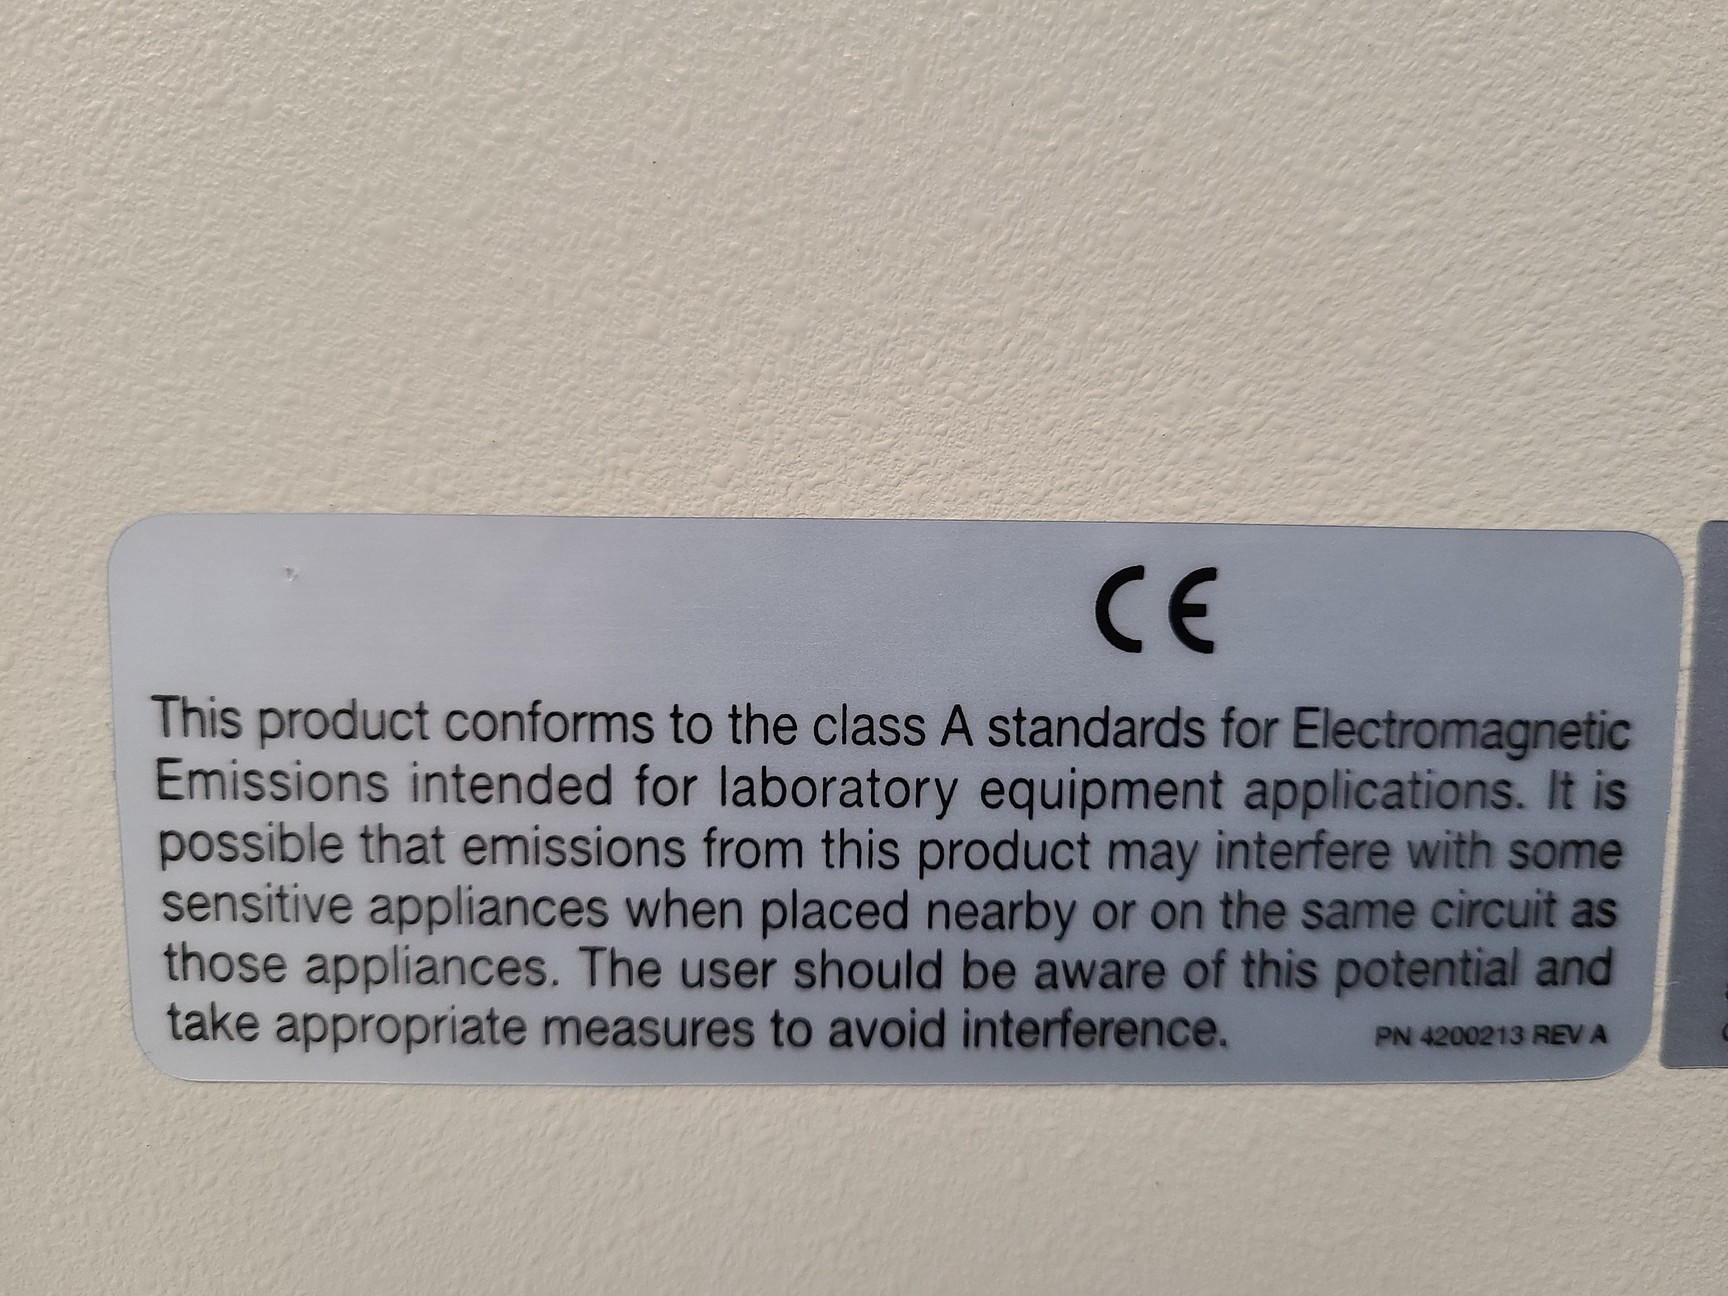 CE
This product conforms to the class A standards for Electromagnetic
Emissions intended for laboratory equipment applications. It is
possible that emissions from this product may interfere with some
sensitive appliances when placed nearby or on the same circuit as
those appliances. The user should be aware of this potential and
take appropriate measures to avoid interference. PN 4200213 REV A